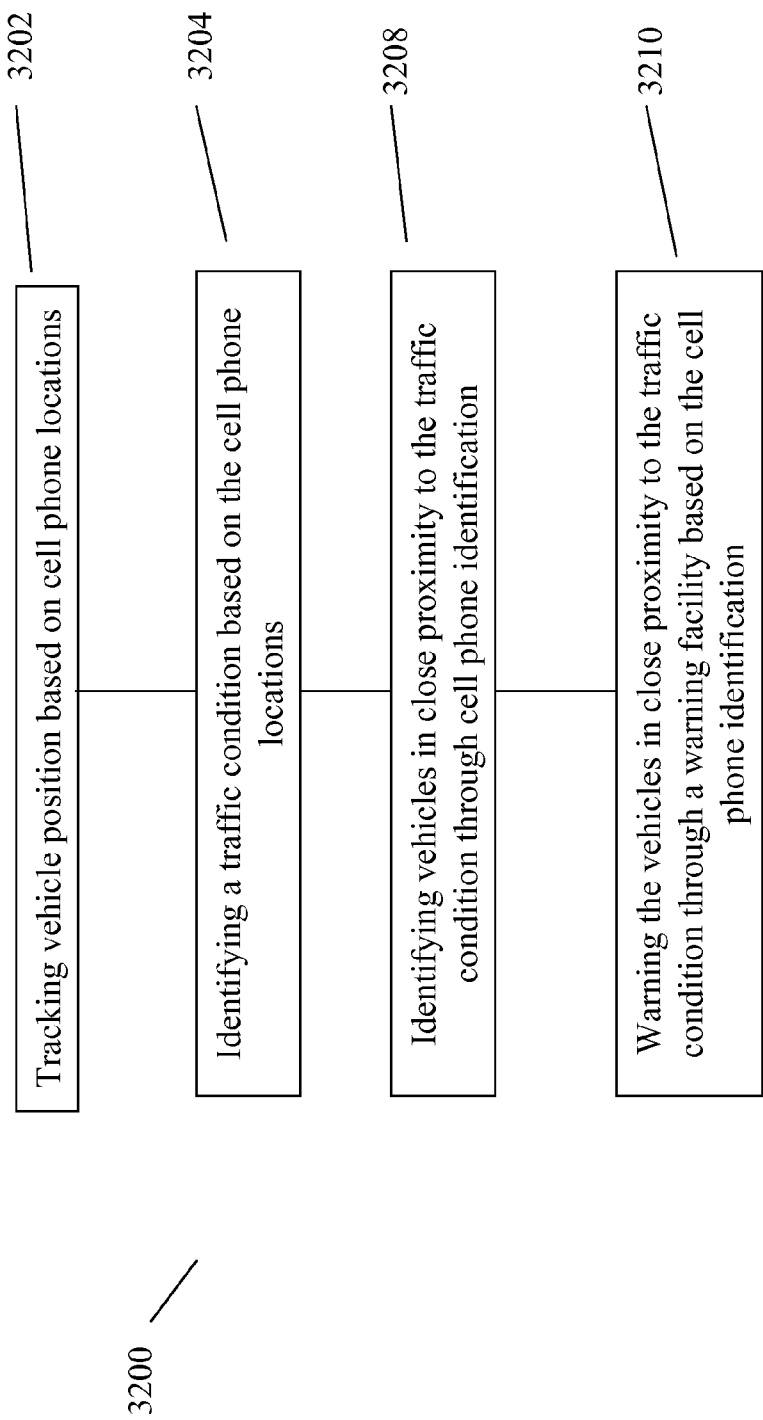 3200
Tracking vehicle position based on cell phone locations
3202
Identifying a traffic condition based on the cell phone
locations
3204
Identifying vehicles in close proximity to the traffic
condition through cell phone identification
3208
Warning the vehicles in close proximity to the traffic
condition through a warning facility based on the cell
phone identification
3210